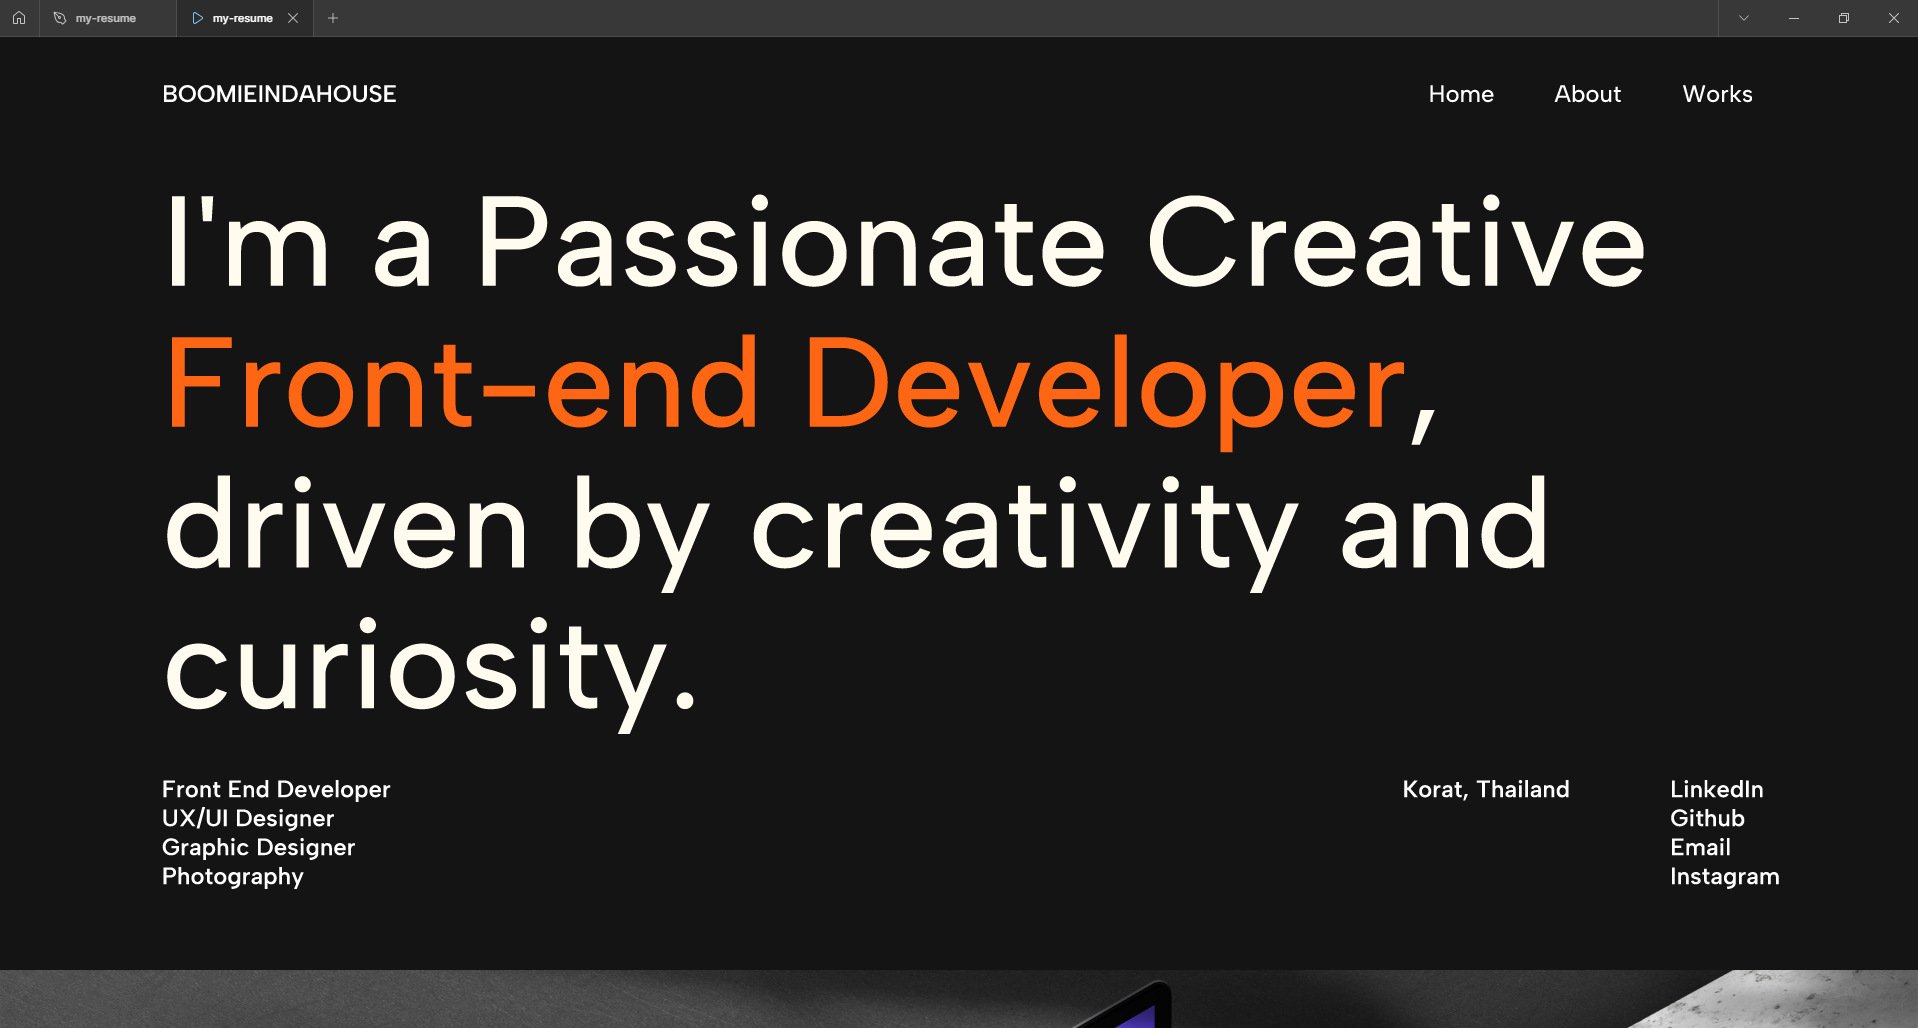 my-resume
my-resume
BOOMIEINDAHOUSE
Home
About
Works
I'm a Passionate Creative
Front-end Developer,
driven by creativity and
curiosity.
Front End Developer
UX/UI Designer
Graphic Designer
Photography
Korat, Thailand
LinkedIn
Github
Email
Instagram